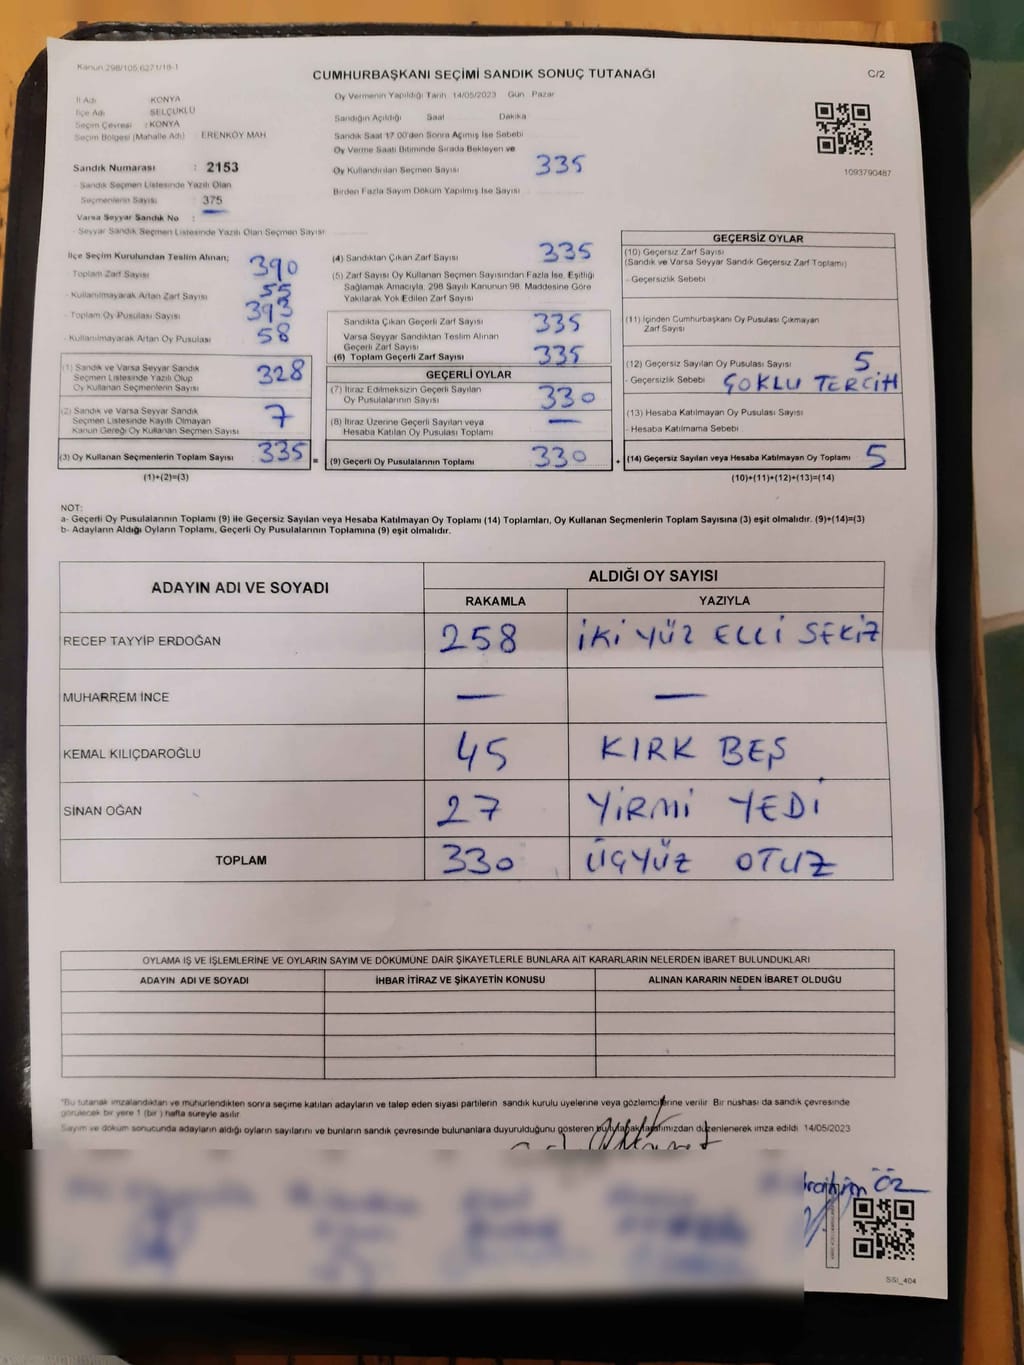 Kanun 298/105,6271/18-1
CUMHURBAŞKANI SEÇİMİ SANDIK SONUÇ TUTANAĞI
C/2
İl Adı : KONYA
İlçe Adı : SELÇUKLU
Seçim Çevresi : KONYA
Seçim Bölgesi (Mahalle Adı) ERENKÖY MAH
Sandık Numarası : 2153
- Sandık Seçmen Listesinde Yazılı Olan
Seçmenlerin Sayısı 375
Varsa Seyyar Sandık No :
- Seyyar Sandık Seçmen Listesinde Yazılı Olan Seçmen Sayısı
Oy Vermenin Yapıldığı Tarih 14/05/2023 Gün Pazar
Sandığın Açıldığı Saat Dakika
Sandık Saat 17:00'den Sonra Açımış İse Sebebi
Oy Verme Saati Bitiminde Sırada Bekleyen ve
Oy Kullandırılan Seçmen Sayısı 335
Birden Fazla Sayım Döküm Yapılmış İse Sayısı
1093790487
İlçe Seçim Kurulundan Teslim Alınan;
Toplam Zarf Sayısı 390
- Kullanılmayarak Artan Zarf Sayısı 55
- Toplam Oy Pusulası Sayısı 393
- Kullanılmayarak Artan Oy Pusulası 58
(1) Sandık ve Varsa Seyyar Sandık
Seçmen Listesinde Yazılı Olup
Oy Kullanan Seçmenlerin Sayısı 328
(2) Sandık ve Varsa Seyyar Sandık
Seçmen Listesinde Kayıtlı Olmayan
Kanun Gereği Oy Kullanan Seçmen Sayısı 7
(3) Oy Kullanan Seçmenlerin Toplam Sayısı 335 =
(1)+(2)=(3)
(4) Sandıktan Çıkan Zarf Sayısı 335
(5) Zarf Sayısı Oy Kullanan Seçmen Sayısından Fazla İse, Eşitliği
Sağlamak Amacıyla, 298 Sayılı Kanunun 98. Maddesine Göre
Yakılarak Yok Edilen Zarf Sayısı
Sandıkta Çıkan Geçerli Zarf Sayısı 335
Varsa Seyyar Sandıktan Teslim Alınan
Geçerli Zarf Sayısı
(6) Toplam Geçerli Zarf Sayısı 335
GEÇERLİ OYLAR
(7) İtiraz Edilmeksizin Geçerli Sayılan
Oy Pusulalarının Sayısı 330
(8) İtiraz Üzerine Geçerli Sayılan veya
Hesaba Katılan Oy Pusulası Toplamı —
(9) Geçerli Oy Pusulalarının Toplamı 330 +
GEÇERSİZ OYLAR
(10) Geçersiz Zarf Sayısı
(Sandık ve Varsa Seyyar Sandık Geçersiz Zarf Toplamı)
- Geçersizlik Sebebi
(11) İçinden Cumhurbaşkanı Oy Pusulası Çıkmayan
Zarf Sayısı
(12) Geçersiz Sayılan Oy Pusulası Sayısı 5
- Geçersizlik Sebebi ÇOKLU TERCİH
(13) Hesaba Katılmayan Oy Pusulası Sayısı
- Hesaba Katılmama Sebebi
(14) Geçersiz Sayılan veya Hesaba Katılmayan Oy Toplamı 5
(10)+(11)+(12)+(13)=(14)
NOT:
a- Geçerli Oy Pusulalarının Toplamı (9) ile Geçersiz Sayılan veya Hesaba Katılmayan Oy Toplamı (14) Toplamları, Oy Kullanan Seçmenlerin Toplam Sayısına (3) eşit olmalıdır. (9)+(14)=(3)
b- Adayların Aldığı Oyların Toplamı, Geçerli Oy Pusulalarının Toplamına (9) eşit olmalıdır.
ADAYIN ADI VE SOYADI ALDIĞI OY SAYISI
RAKAMLA YAZIYLA
RECEP TAYYİP ERDOĞAN 258 İKİ YÜZ ELLİ SEKİZ
MUHARREM İNCE — —
KEMAL KILIÇDAROĞLU 45 KIRK BEŞ
SİNAN OĞAN 27 YİRMİ YEDİ
TOPLAM 330 ÜÇYÜZ OTUZ
OYLAMA İŞ VE İŞLEMLERİNE VE OYLARIN SAYIM VE DÖKÜMÜNE DAİR ŞİKAYETLERLE BUNLARA AİT KARARLARIN NELERDEN İBARET BULUNDUKLARI
ADAYIN ADI VE SOYADI İHBAR İTİRAZ VE ŞİKAYETİN KONUSU ALINAN KARARIN NEDEN İBARET OLDUĞU
"Bu tutanak imzalandıktan ve mühürlendikten sonra seçime katılan adayların ve talep eden siyasi partilerin sandık kurulu üyelerine veya gözlemcilerine verilir. Bir nüshası da sandık çevresinde
görülecek bir yere 1 (bir) hafta süreyle asılır.
Sayım ve döküm sonucunda adayların aldığı oyların sayılarını ve bunların sandık çevresinde bulunanlara duyurulduğunu gösteren bu tutanak tarafımızdan düzenlenerek imza edildi 14/05/2023
ÖZ
SSİ_404